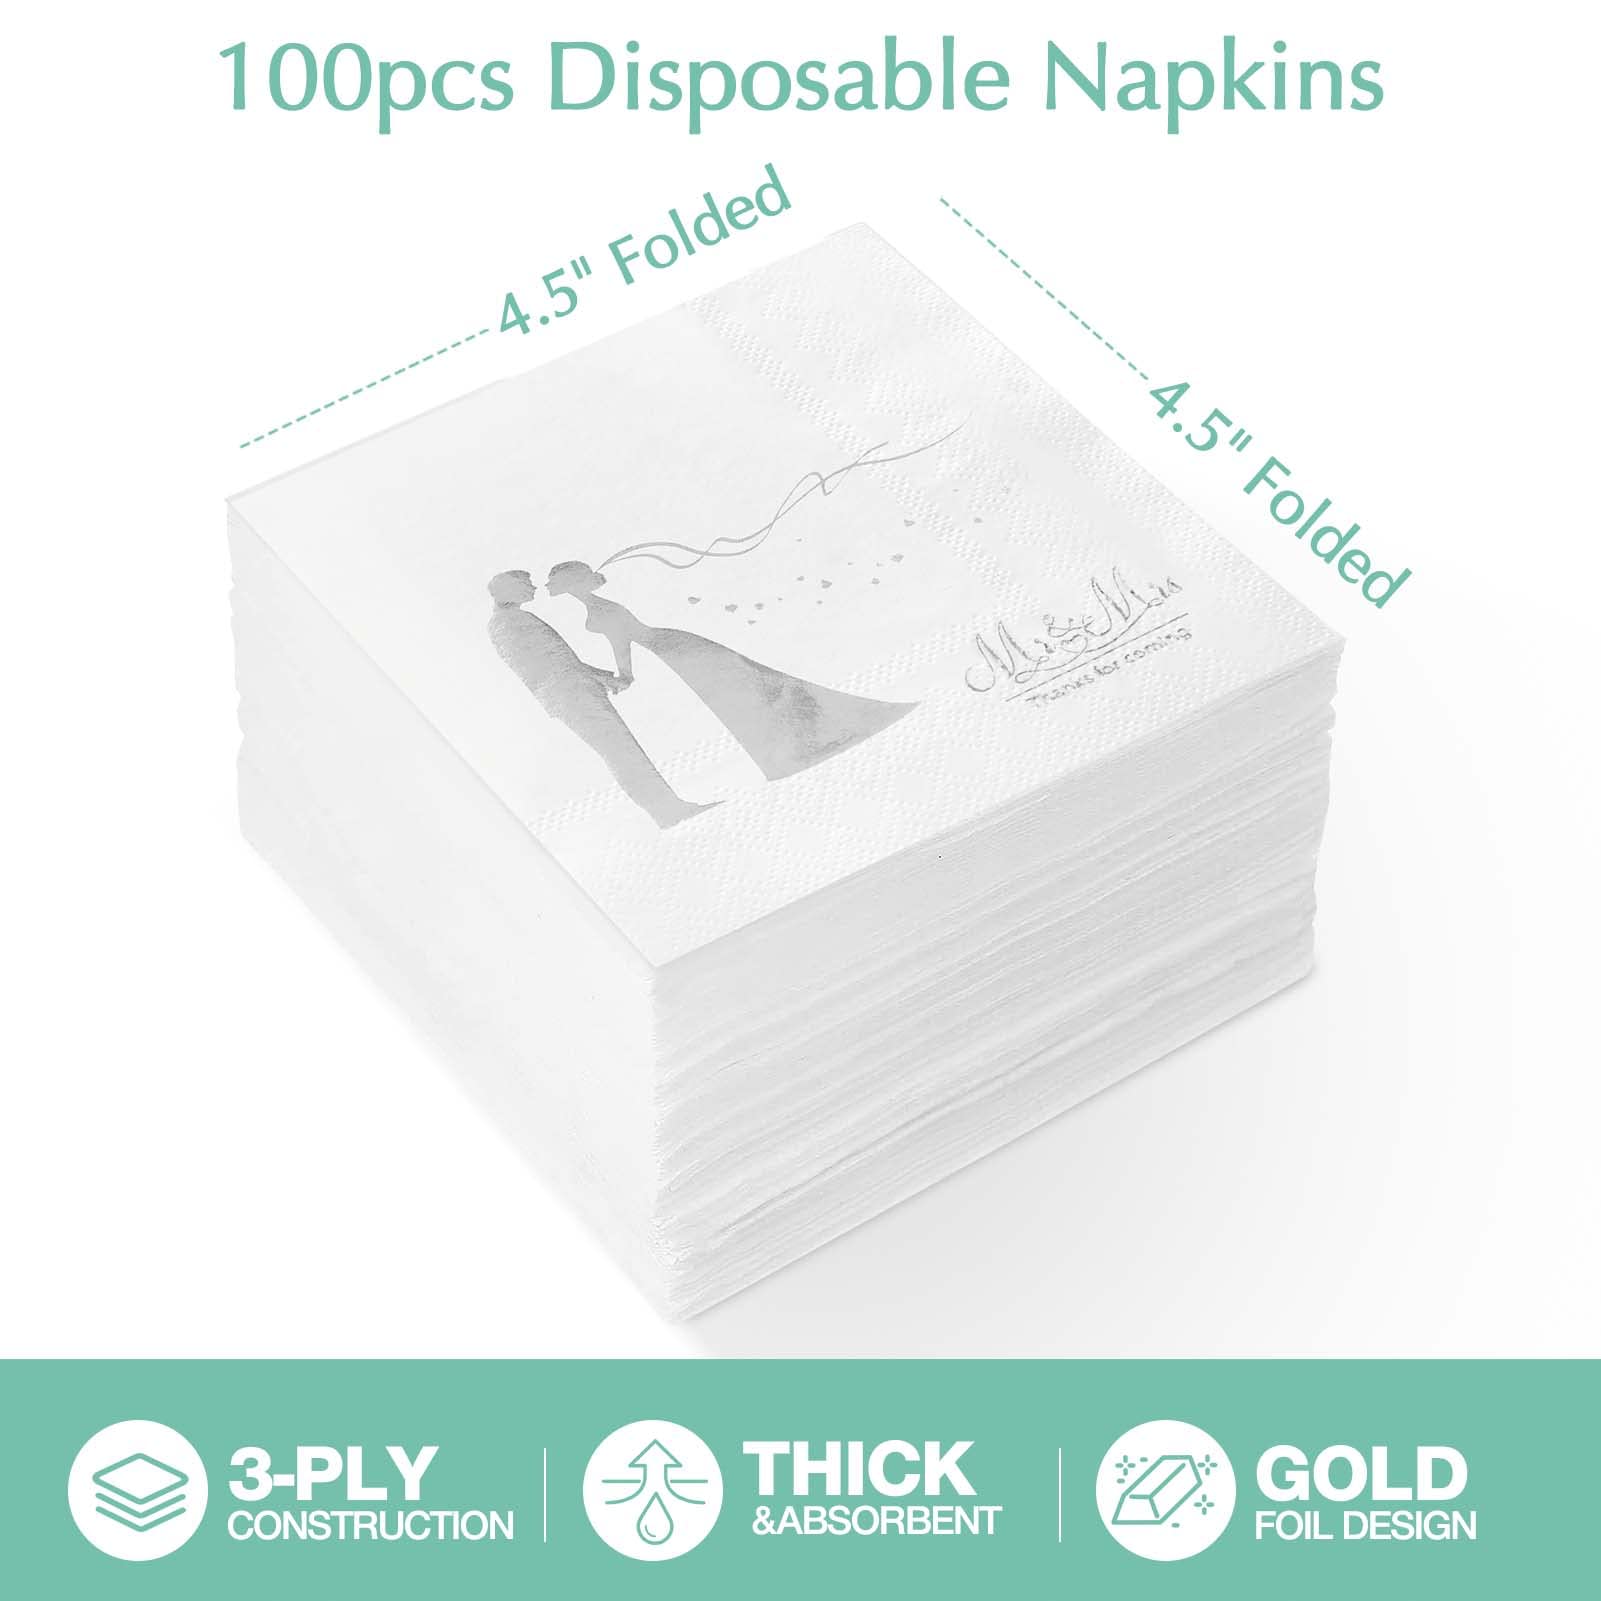 100pcs Disposable Napkins
4.5" Folded
4.5" Folded
Mr & Mrs
Thanks for coming
3-PLY
CONSTRUCTION
THICK
&ABSORBENT
GOLD
FOIL DESIGN